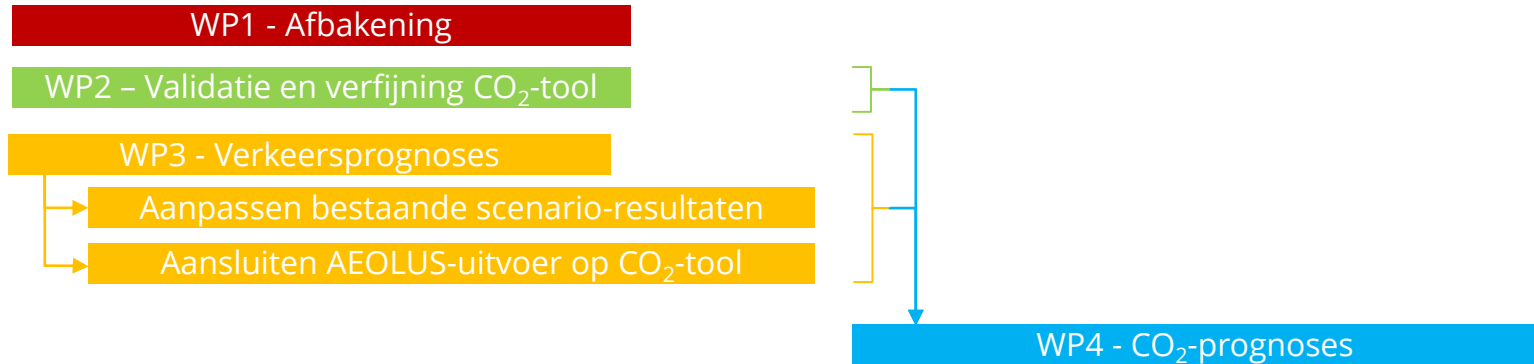 WP1 - Afbakening
WP2 – Validatie en verfijning CO₂-tool
WP3 - Verkeersprognoses
Aanpassen bestaande scenario-resultaten
Aansluiten AEOLUS-uitvoer op CO₂-tool
WP4 - CO₂-prognoses